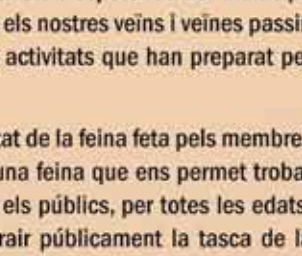 els nostres veïns i veïnes passi
activitats que han preparat pe
tat de la feina feta pels membre
una feina que ens permet troba
els públics, per totes les edats
rair públicament la tasca de l